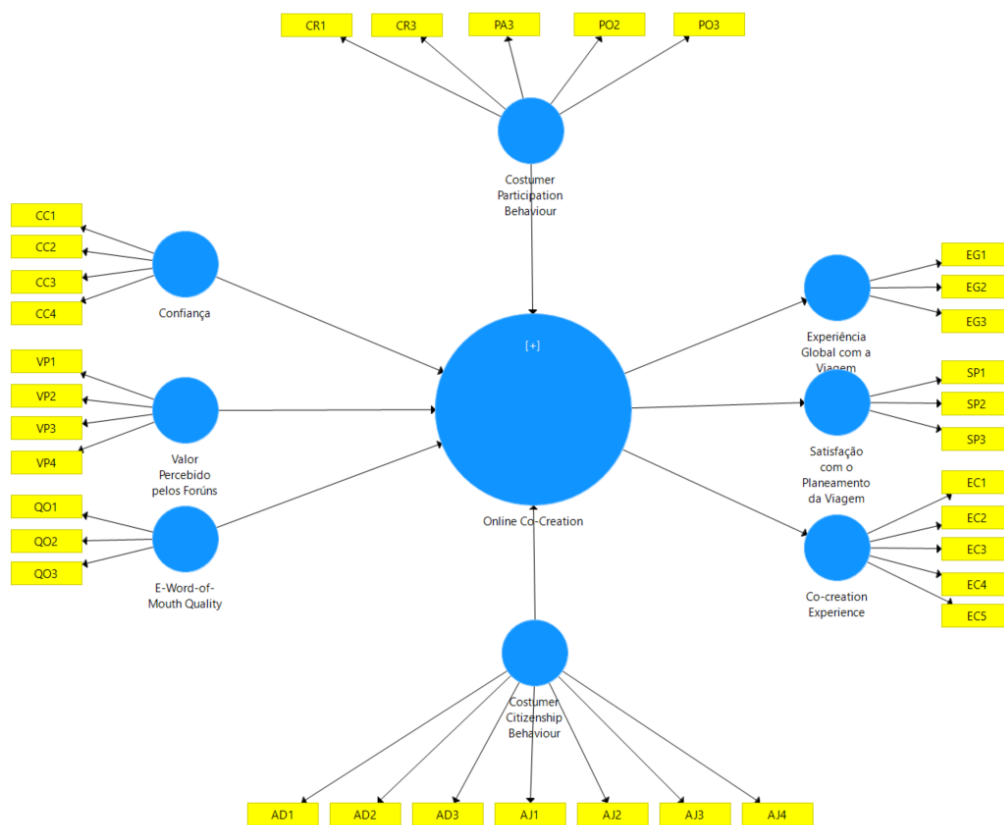 CR1
CR3
PA3
PO2
PO3
Costumer
Participation
Behaviour
CC1
CC2
CC3
CC4
Confiança
VP1
VP2
VP3
VP4
Valor
Percebido
pelos Forúns
QO1
QO2
QO3
E-Word-of-
Mouth Quality
[+]
Online Co-Creation
EG1
EG2
EG3
Experiência
Global com a
Viagem
SP1
SP2
SP3
Satisfação
com o
Planeamento
da Viagem
EC1
EC2
EC3
EC4
EC5
Co-creation
Experience
Costumer
Citizenship
Behaviour
AD1
AD2
AD3
AJ1
AJ2
AJ3
AJ4